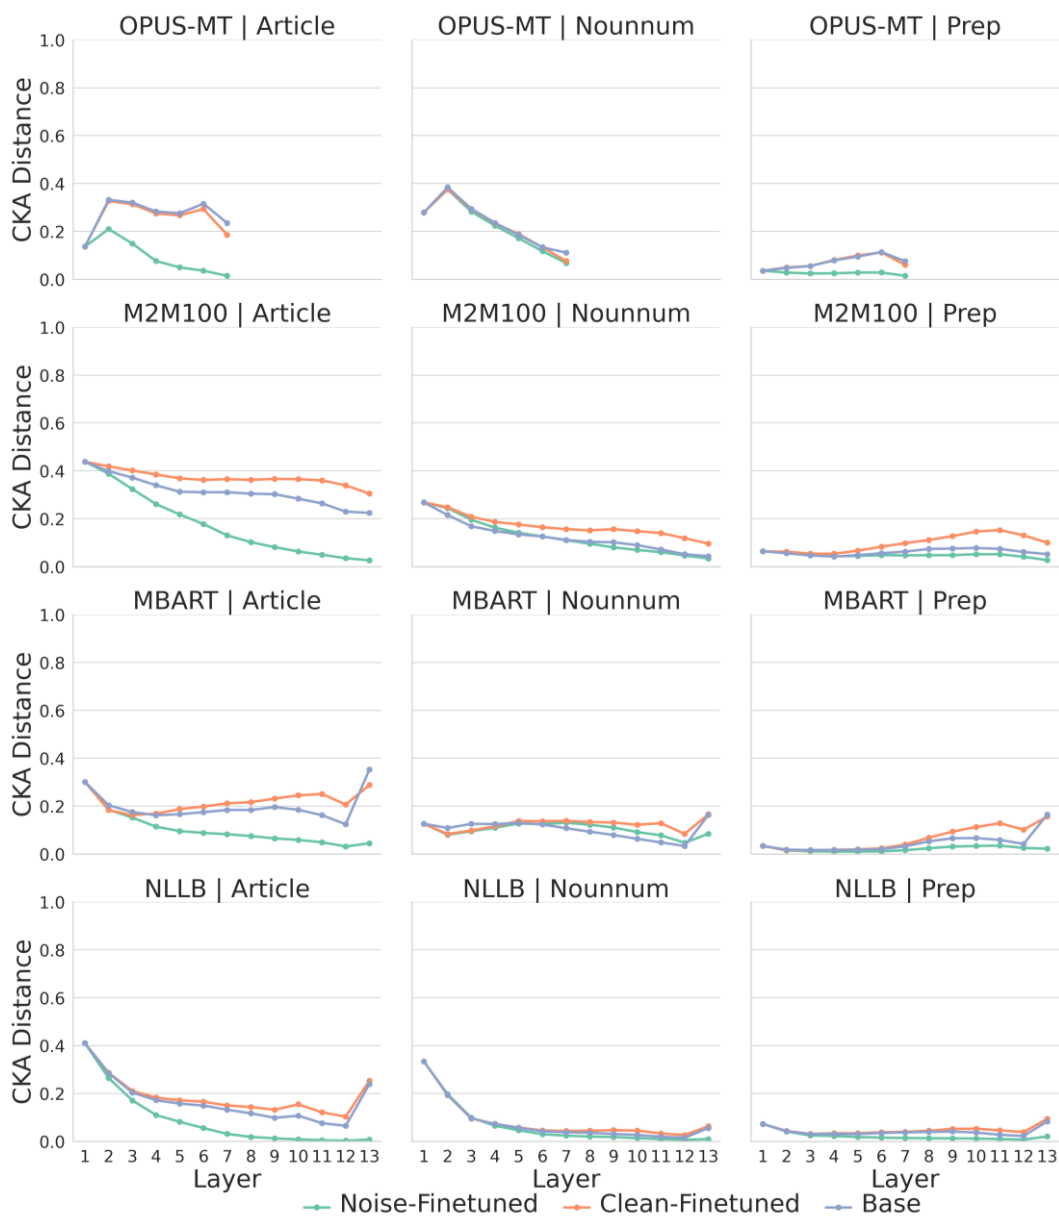 OPUS-MT | Article
OPUS-MT | Nounnum
OPUS-MT | Prep
1.0
0.8
0.6
0.4
0.2
0.0
CKA Distance
M2M100 | Article
M2M100 | Nounnum
M2M100 | Prep
1.0
0.8
0.6
0.4
0.2
0.0
CKA Distance
MBART | Article
MBART | Nounnum
MBART | Prep
1.0
0.8
0.6
0.4
0.2
0.0
CKA Distance
NLLB | Article
NLLB | Nounnum
NLLB | Prep
1.0
0.8
0.6
0.4
0.2
0.0
CKA Distance
1 2 3 4 5 6 7 8 9 10 11 12 13
1 2 3 4 5 6 7 8 9 10 11 12 13
1 2 3 4 5 6 7 8 9 10 11 12 13
Layer
Layer
Layer
Noise-Finetuned Clean-Finetuned Base